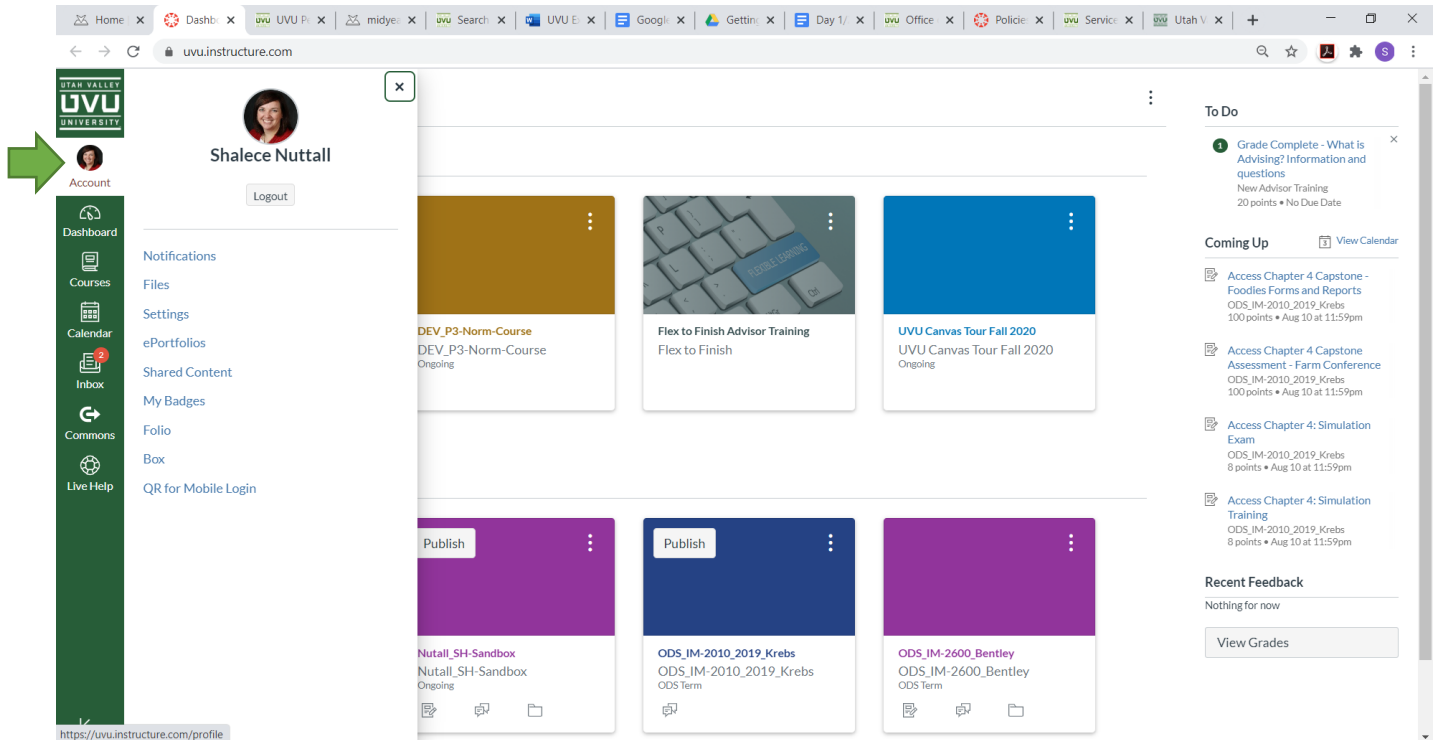 Home
Dashbo
UVU Po
midyea
Search
UVU E
Google
Getting
Day 1/
Office
Policie
Service
Utah V
uvu.instructure.com
S
UTAH VALLEY
UVU
UNIVERSITY
Account
Dashboard
Courses
Calendar
2
Inbox
Commons
Live Help
Shalece Nuttall
Logout
Notifications
Files
Settings
ePortfolios
Shared Content
My Badges
Folio
Box
QR for Mobile Login
DEV_P3-Norm-Course
DEV_P3-Norm-Course
Ongoing
FLEXIBLE LEARNING
Flex to Finish Advisor Training
Flex to Finish
UVU Canvas Tour Fall 2020
UVU Canvas Tour Fall 2020
Ongoing
Publish
Nutall_SH-Sandbox
Nutall_SH-Sandbox
Ongoing
Publish
ODS_IM-2010_2019_Krebs
ODS_IM-2010_2019_Krebs
ODS Term
ODS_IM-2600_Bentley
ODS_IM-2600_Bentley
ODS Term
To Do
1
Grade Complete - What is
Advising? Information and
questions
New Advisor Training
20 points • No Due Date
Coming Up
3 View Calendar
Access Chapter 4 Capstone -
Foodies Forms and Reports
ODS_IM-2010_2019_Krebs
100 points • Aug 10 at 11:59pm
Access Chapter 4 Capstone
Assessment - Farm Conference
ODS_IM-2010_2019_Krebs
100 points • Aug 10 at 11:59pm
Access Chapter 4: Simulation
Exam
ODS_IM-2010_2019_Krebs
8 points • Aug 10 at 11:59pm
Access Chapter 4: Simulation
Training
ODS_IM-2010_2019_Krebs
8 points • Aug 10 at 11:59pm
Recent Feedback
Nothing for now
View Grades
https://uvu.instructure.com/profile